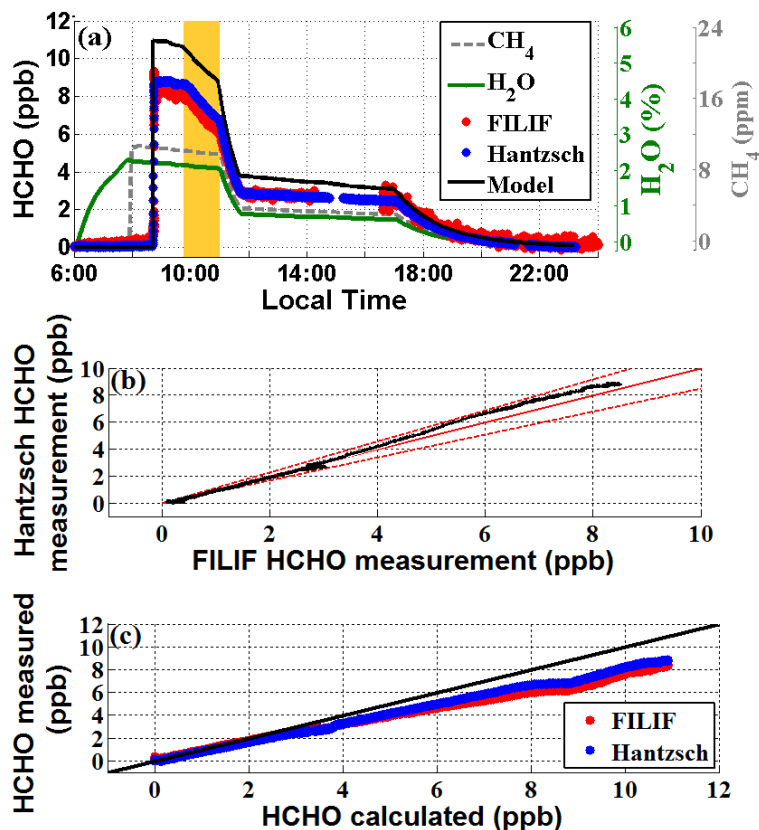 (a)
HCHO (ppb)
12
10
8
6
4
2
0
6:00
10:00
14:00
18:00
22:00
Local Time
CH4
H2O
FILIF
Hantzsch
Model
6
5
4
3
2
1
0
H2O (%)
24
18
12
6
0
CH4 (ppm)
(b)
Hantzsch HCHO
measurement (ppb)
10
8
6
4
2
0
0
2
4
6
8
10
FILIF HCHO measurement (ppb)
(c)
HCHO measured
(ppb)
12
10
8
6
4
2
0
0
2
4
6
8
10
12
HCHO calculated (ppb)
FILIF
Hantzsch